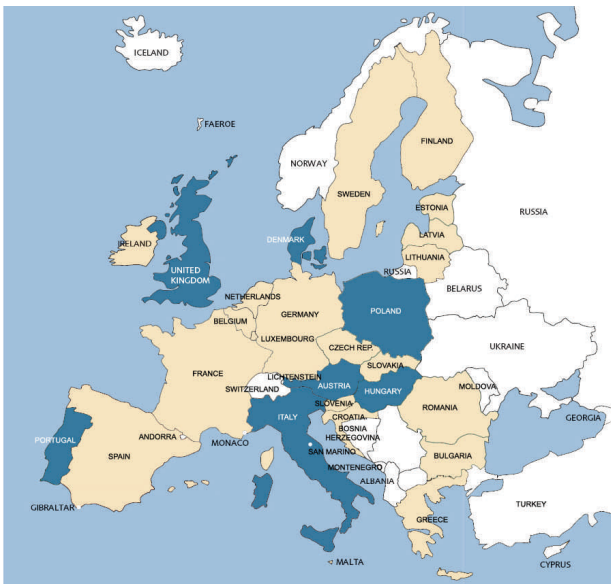 ICELAND
FAEROE
FINLAND
NORWAY
SWEDEN
ESTONIA
RUSSIA
LATVIA
DENMARK
IRELAND
LITHUANIA
RUSSIA
UNITED
KINGDOM
BELARUS
NETHERLANDS
POLAND
GERMANY
BELGIUM
LUXEMBOURG
UKRAINE
CZECH REP.
SLOVAKIA
FRANCE
LICHTENSTEIN
SWITZERLAND
AUSTRIA
HUNGARY
MOLDOVA
SLOVENIA
ROMANIA
ITALY
CROATIA
GEORGIA
BOSNIA
HERZEGOVINA
PORTUGAL
ANDORRA
MONACO
SAN MARINO
BULGARIA
SPAIN
MONTENEGRO
ALBANIA
GIBRALTAR
TURKEY
GREECE
MALTA
CYPRUS